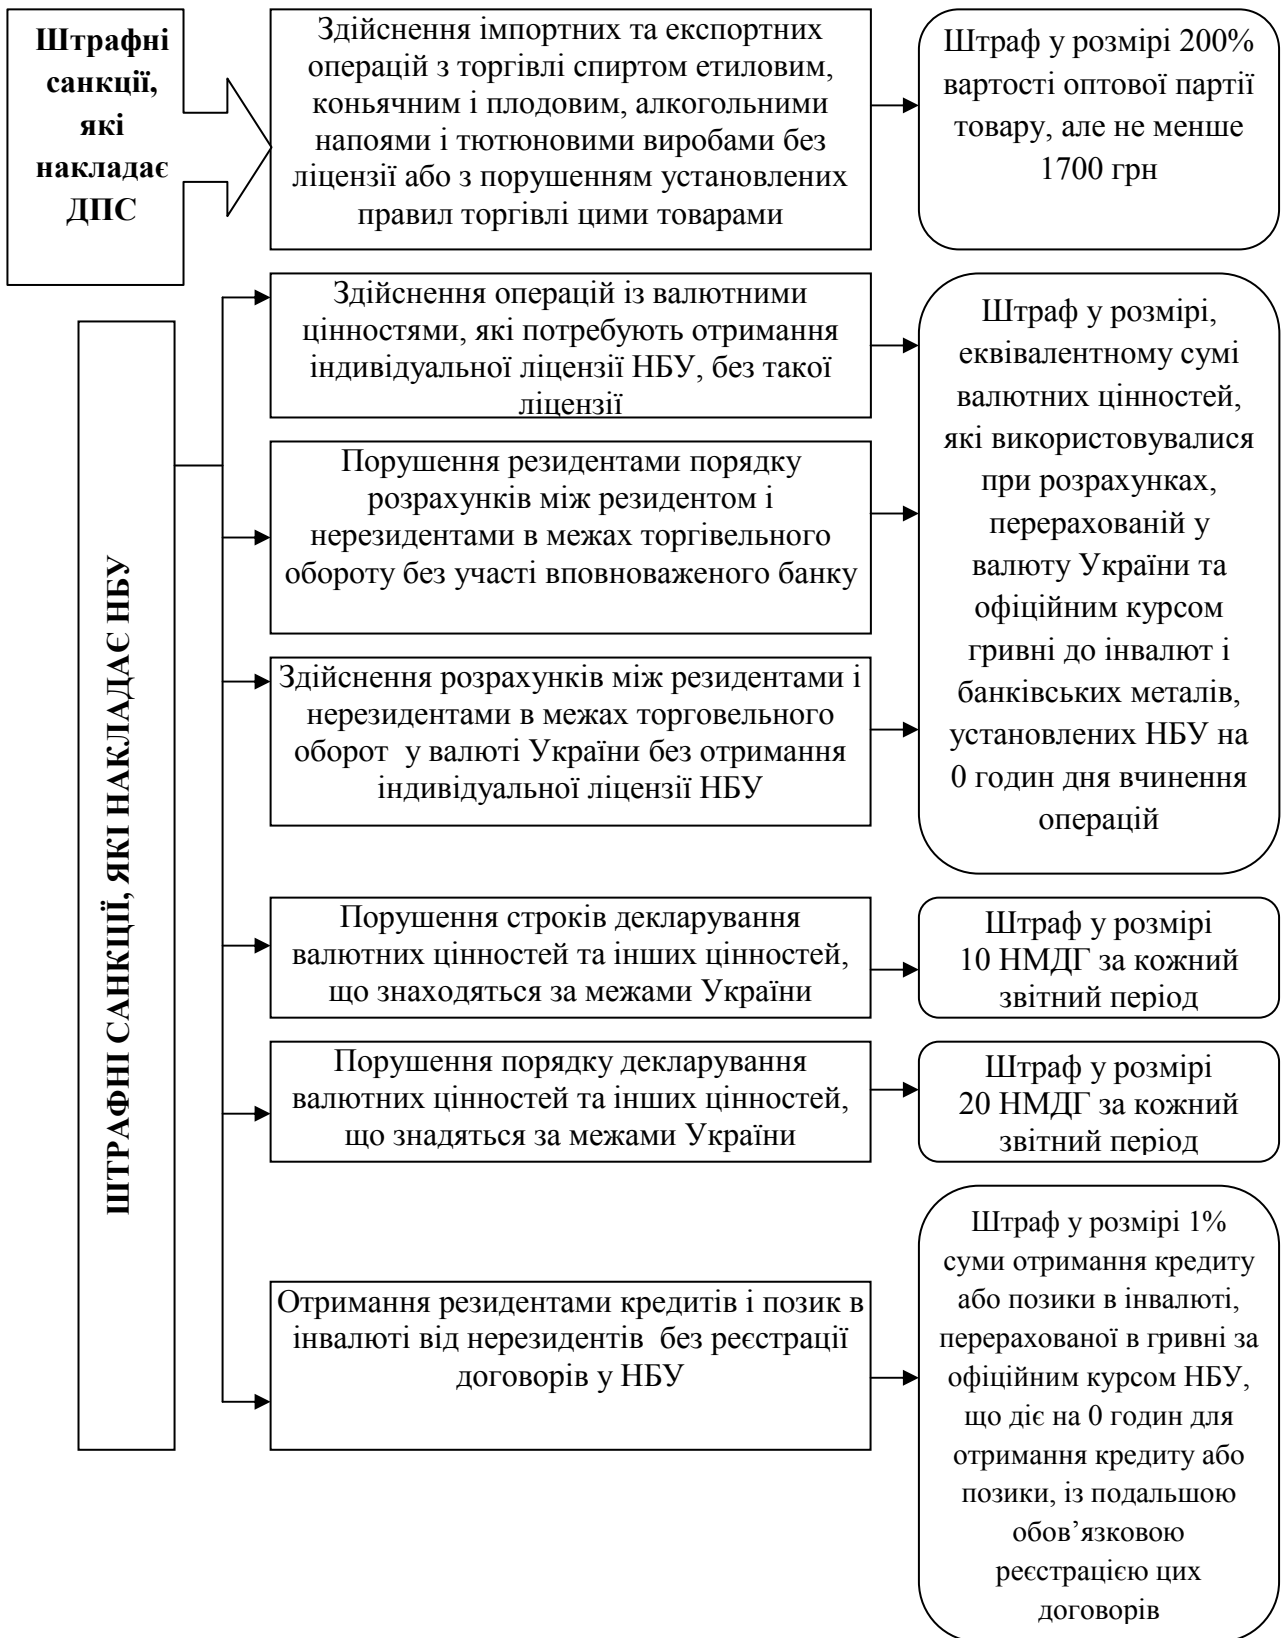 Штрафні
санкції,
які
накладає
ДПС
Здійснення імпортних та експортних
операцій з торгівлі спиртом етиловим,
коньячним і плодовим, алкогольними
напоями і тютюновими виробами без
ліцензії або з порушенням установлених
правил торгівлі цими товарами
Штраф у розмірі 200%
вартості оптової партії
товару, але не менше
1700 грн
ШТРАФНІ САНКЦІЇ, ЯКІ НАКЛАДАЄ НБУ
Здійснення операцій із валютними
цінностями, які потребують отримання
індивідуальної ліцензії НБУ, без такої
ліцензії
Порушення резидентами порядку
розрахунків між резидентом і
нерезидентами в межах торгівельного
обороту без участі вповноваженого банку
Здійснення розрахунків між резидентами і
нерезидентами в межах торговельного
оборот у валюті України без отримання
індивідуальної ліцензії НБУ
Штраф у розмірі,
еквівалентному сумі
валютних цінностей,
які використовувалися
при розрахунках,
перерахованій у
валюту України та
офіційним курсом
гривні до інвалют і
банківських металів,
установлених НБУ на
0 годин дня вчинення
операцій
Порушення строків декларування
валютних цінностей та інших цінностей,
що знаходяться за межами України
Штраф у розмірі
10 НМДГ за кожний
звітний період
Порушення порядку декларування
валютних цінностей та інших цінностей,
що знадяться за межами України
Штраф у розмірі
20 НМДГ за кожний
звітний період
Отримання резидентами кредитів і позик в
інвалюті від нерезидентів без реєстрації
договорів у НБУ
Штраф у розмірі 1%
суми отримання кредиту
або позики в інвалюті,
перерахованої в гривні за
офіційним курсом НБУ,
що діє на 0 годин для
отримання кредиту або
позики, із подальшою
обов’язковою
реєстрацією цих
договорів